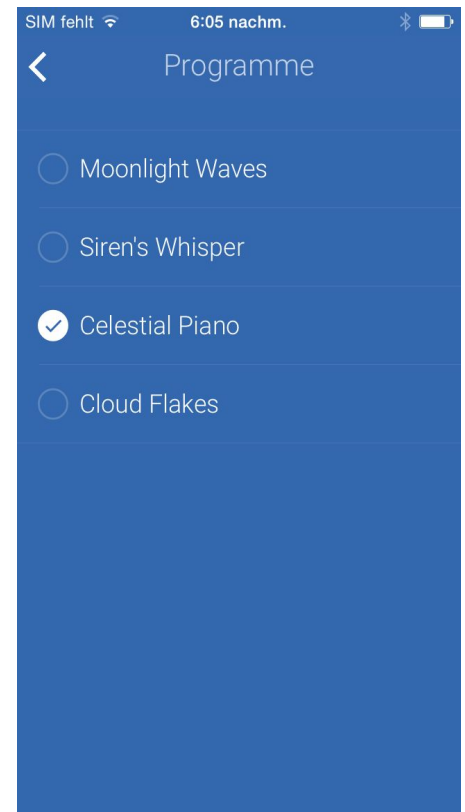 SIM fehlt 6:05 nachm.
Programme
Moonlight Waves
Siren's Whisper
Celestial Piano
Cloud Flakes